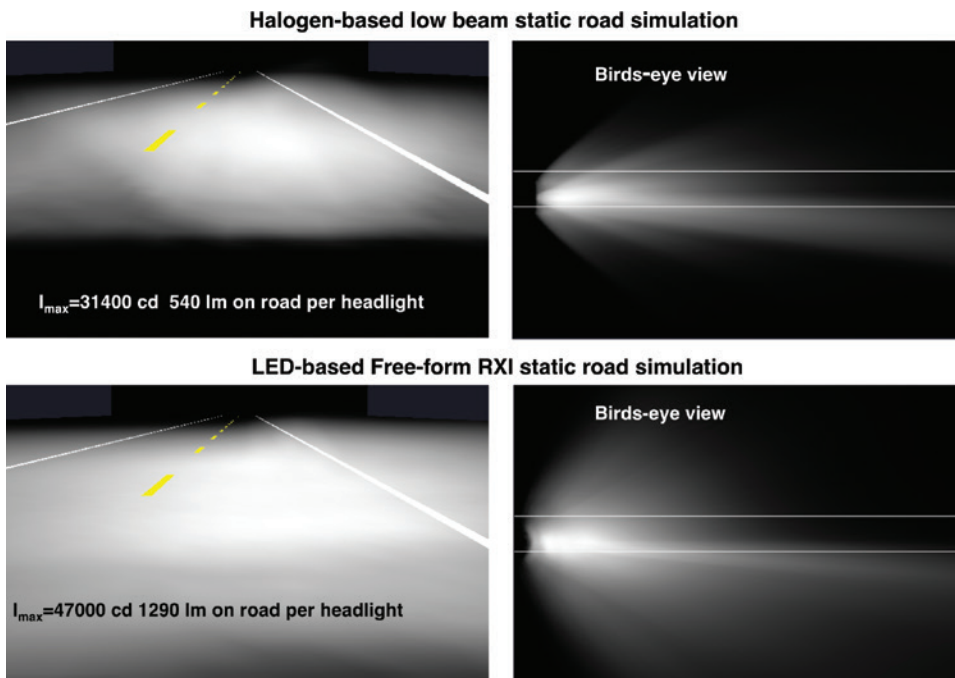 Halogen-based low beam static road simulation
Birds-eye view
Imax=31400 cd 540 lm on road per headlight
LED-based Free-form RXI static road simulation
Birds-eye view
Imax=47000 cd 1290 lm on road per headlight